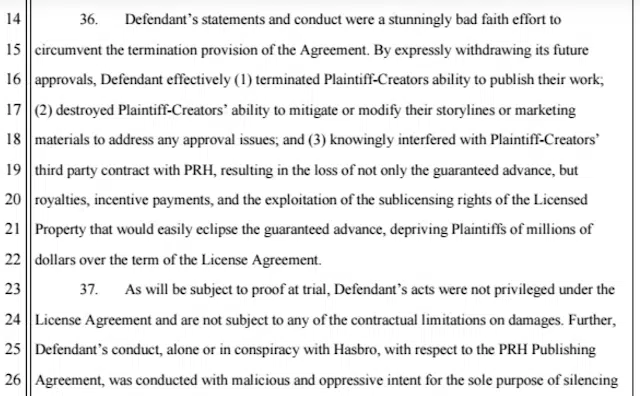 14 36. Defendant's statements and conduct were a stunningly bad faith effort to
15 circumvent the termination provision of the Agreement. By expressly withdrawing its future
16 approvals, Defendant effectively (1) terminated Plaintiff-Creators ability to publish their work;
17 (2) destroyed Plaintiff-Creators' ability to mitigate or modify their storylines or marketing
18 materials to address any approval issues; and (3) knowingly interfered with Plaintiff-Creators'
19 third party contract with PRH, resulting in the loss of not only the guaranteed advance, but
20 royalties, incentive payments, and the exploitation of the sublicensing rights of the Licensed
21 Property that would easily eclipse the guaranteed advance, depriving Plaintiffs of millions of
22 dollars over the term of the License Agreement.
23 37. As will be subject to proof at trial, Defendant's acts were not privileged under the
24 License Agreement and are not subject to any of the contractual limitations on damages. Further,
25 Defendant's conduct, alone or in conspiracy with Hasbro, with respect to the PRH Publishing
26 Agreement, was conducted with malicious and oppressive intent for the sole purpose of silencing